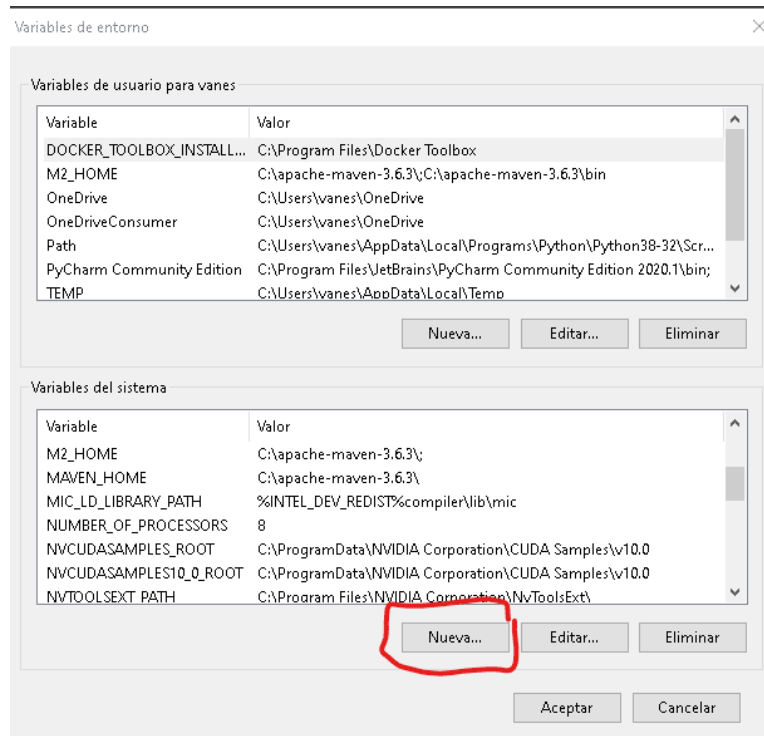 Variables de entorno
Variables de usuario para vanes
Variable Valor
DOCKER_TOOLBOX_INSTALL... C:\Program Files\Docker Toolbox
M2_HOME C:\apache-maven-3.6.3\;C:\apache-maven-3.6.3\bin
OneDrive C:\Users\vanes\OneDrive
OneDriveConsumer C:\Users\vanes\OneDrive
Path C:\Users\vanes\AppData\Local\Programs\Python\Python38-32\Scr...
PyCharm Community Edition C:\Program Files\JetBrains\PyCharm Community Edition 2020.1\bin;
TEMP C:\Users\vanes\AppData\Local\Temp
Nueva... Editar... Eliminar
Variables del sistema
Variable Valor
M2_HOME C:\apache-maven-3.6.3\;
MAVEN_HOME C:\apache-maven-3.6.3\
MIC_LD_LIBRARY_PATH %INTEL_DEV_REDIST%compiler\lib\mic
NUMBER_OF_PROCESSORS 8
NVCUDASAMPLES_ROOT C:\ProgramData\NVIDIA Corporation\CUDA Samples\v10.0
NVCUDASAMPLES10_0_ROOT C:\ProgramData\NVIDIA Corporation\CUDA Samples\v10.0
NVTOOLSEXT_PATH C:\Program Files\NVIDIA Corporation\NvToolsExt\
Nueva... Editar... Eliminar
Aceptar Cancelar